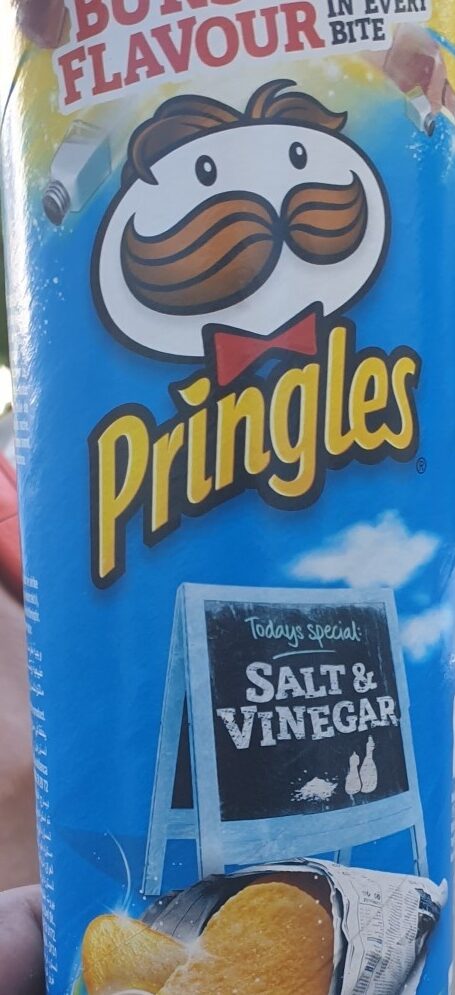 FLAVOUR IN EVERY
BITE
Pringles
®
Todays special:
SALT &
VINEGAR